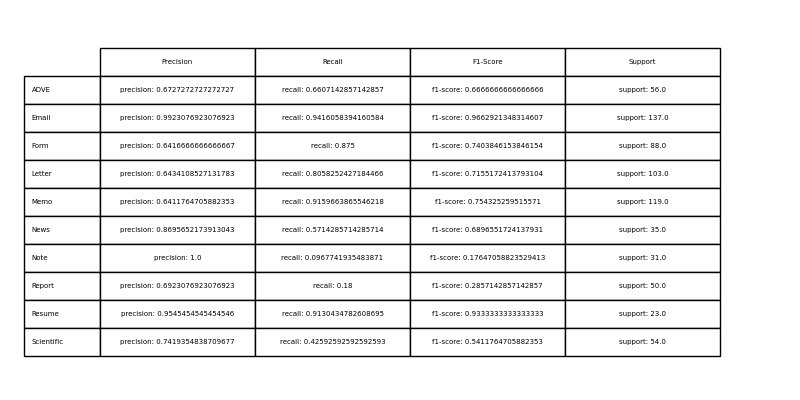 Precision Recall F1-Score Support
ADVE precision: 0.6727272727272727 recall: 0.6607142857142857 f1-score: 0.6666666666666666 support: 56.0
Email precision: 0.9923076923076923 recall: 0.9416058394160584 f1-score: 0.9662921348314607 support: 137.0
Form precision: 0.6416666666666667 recall: 0.875 f1-score: 0.7403846153846154 support: 88.0
Letter precision: 0.6434108527131783 recall: 0.8058252427184466 f1-score: 0.7155172413793104 support: 103.0
Memo precision: 0.6411764705882353 recall: 0.9159663865546218 f1-score: 0.754325259515571 support: 119.0
News precision: 0.8695652173913043 recall: 0.5714285714285714 f1-score: 0.6896551724137931 support: 35.0
Note precision: 1.0 recall: 0.0967741935483871 f1-score: 0.17647058823529413 support: 31.0
Report precision: 0.6923076923076923 recall: 0.18 f1-score: 0.2857142857142857 support: 50.0
Resume precision: 0.9545454545454546 recall: 0.9130434782608695 f1-score: 0.9333333333333333 support: 23.0
Scientific precision: 0.7419354838709677 recall: 0.42592592592592593 f1-score: 0.5411764705882353 support: 54.0